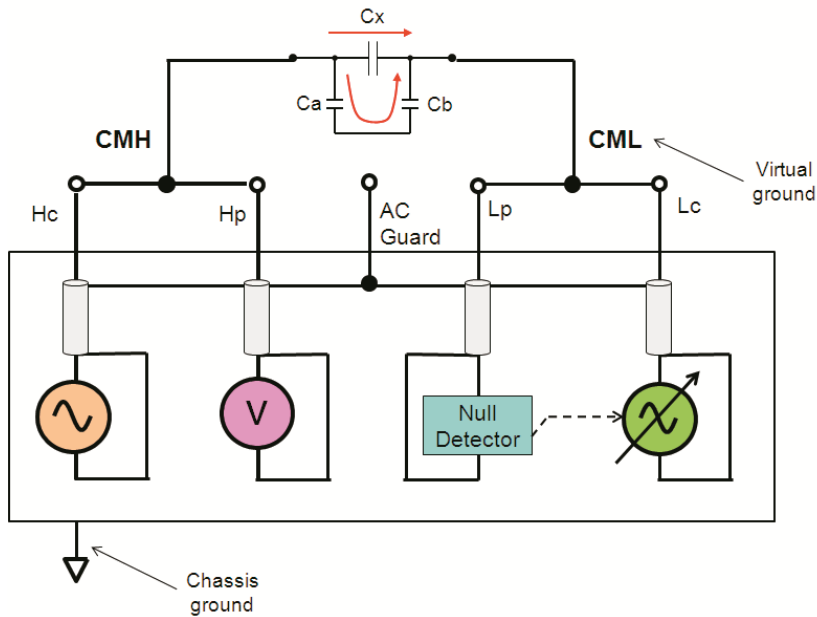 Cx
Ca
Cb
CMH
CML
Virtual
ground
Hc
Hp
AC
Guard
Lp
Lc
V
Null
Detector
Chassis
ground